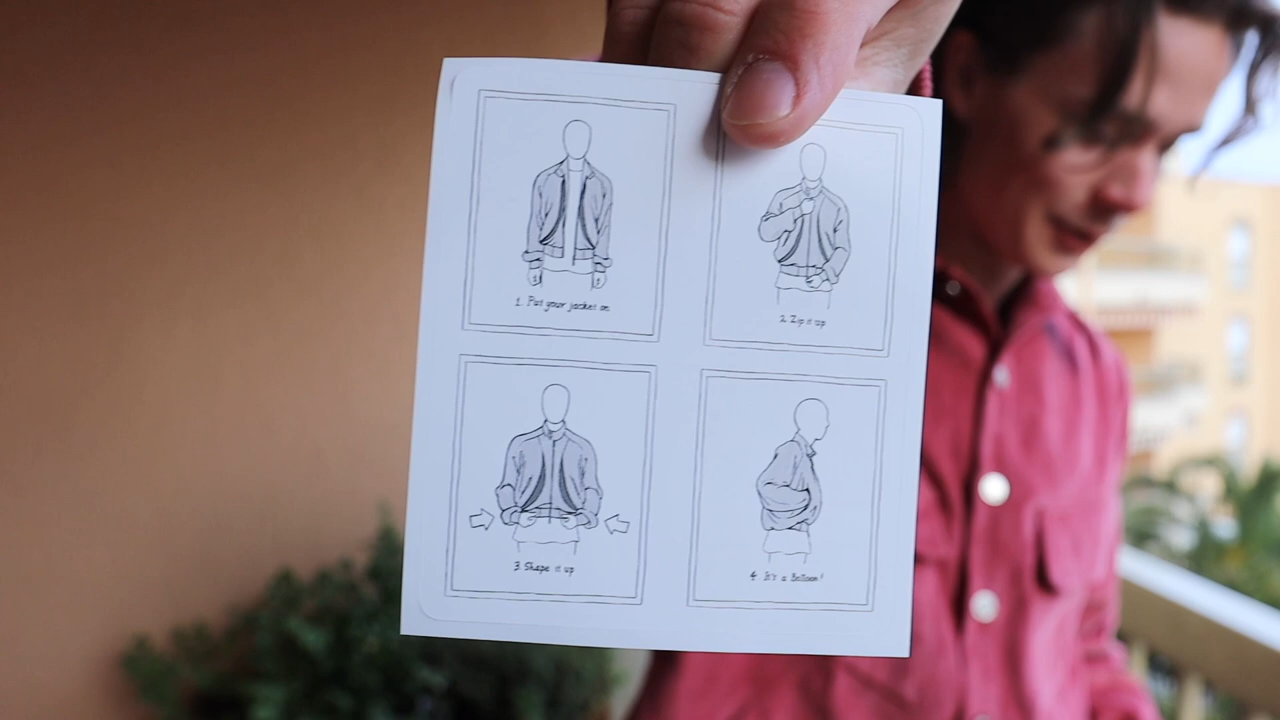 1. Put your jacket on
2. Zip it up
3. Shape it up
4. It's a Balloon!